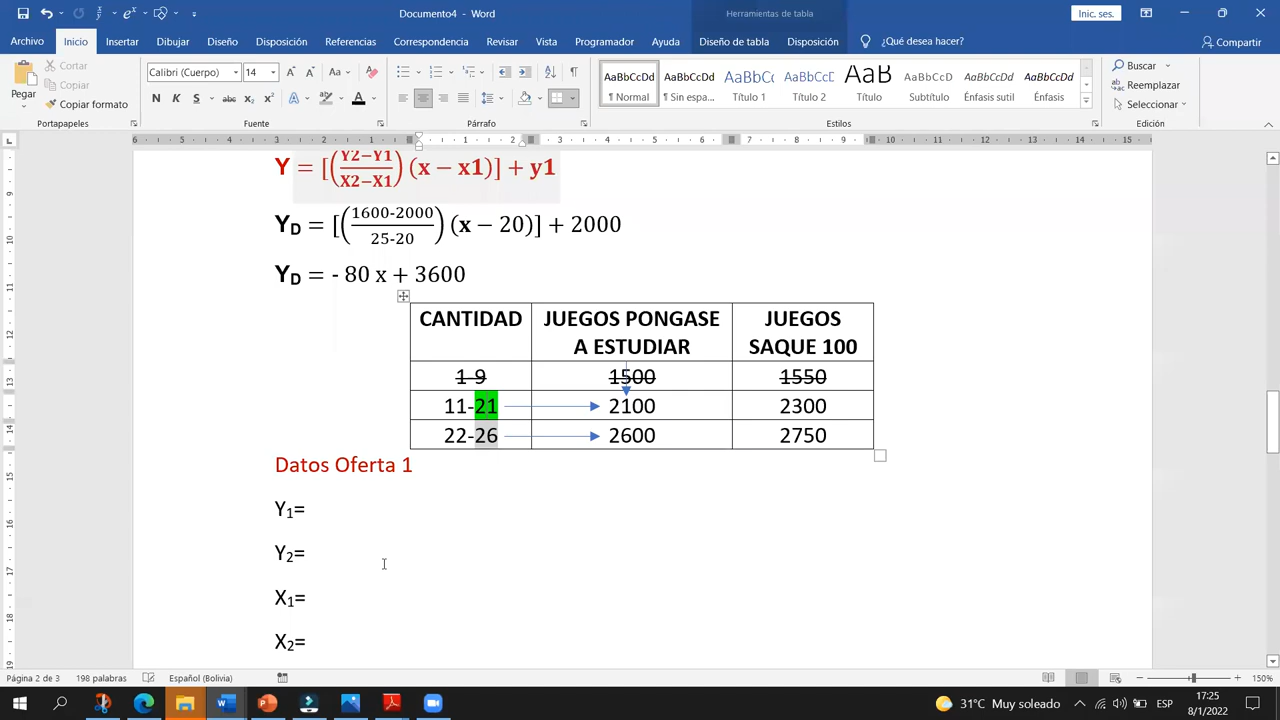 Documento4 - Word
Herramientas de tabla
Inic. ses.
Archivo Inicio Insertar Dibujar Diseño Disposición Referencias Correspondencia Revisar Vista Programador Ayuda Diseño de tabla Disposición ¿Qué desea hacer? Compartir
Pegar
Cortar
Copiar
Copiar formato
Portapapeles
Calibri (Cuerpo) 14
N K S abc x2 x2
Fuente
Párrafo
AaBbCcDd AaBbCcDd AaBbCc AaBbCcD AaB AaBbCcD AaBbCcDd AaBbCcDd
¶ Normal ¶ Sin espa... Título 1 Título 2 Título Subtítulo Énfasis sutil Énfasis
Estilos
Buscar
Reemplazar
Seleccionar
Edición
Y = [(Y2−Y1/X2−X1) (x − x1)] + y1
YD = [(1600-2000/25-20) (x − 20)] + 2000
YD = - 80 x + 3600
CANTIDAD JUEGOS PONGASE A ESTUDIAR JUEGOS SAQUE 100
1-9 1500 1550
11-21 2100 2300
22-26 2600 2750
Datos Oferta 1
Y1=
Y2=
X1=
X2=
Página 2 de 3 198 palabras Español (Bolivia) 150%
31°C Muy soleado ESP 17:25
8/1/2022